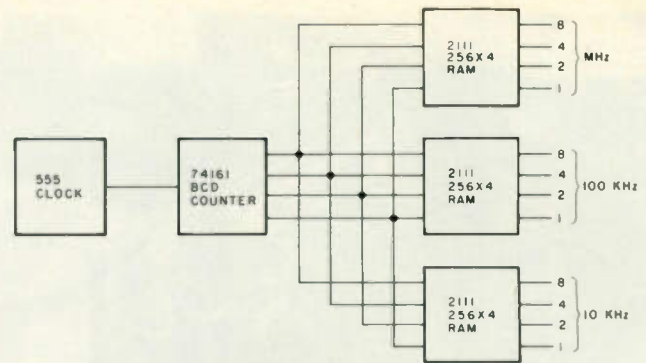 2111
256X4
RAM
8
4
2
1
MHz
555
CLOCK
74161
BCD
COUNTER
2111
256X4
RAM
8
4
2
1
100 KHz
2111
256X4
RAM
8
4
2
1
10 KHz